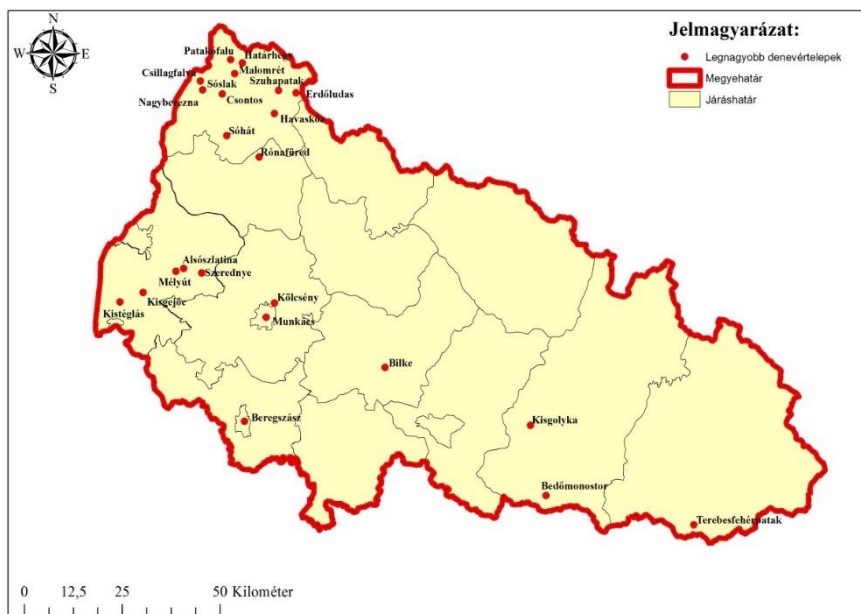 N
W E
S
Jelmagyarázat:
Legnagyobb denevértelepek
Megyehatár
Járáshatár
Patakófalu
Határhegy
Malomrét
Csillagfalva
Szuhapatak
Sóslak
Erdőludas
Nagyberezna
Csontos
Havasköz
Sóhát
Rónafüred
Alsószlatina
Mélyút
Szerednye
Kisgejőc
Kistéglás
Kölcsény
Munkács
Bilke
Beregszász
Kisgolyka
Bedőmonostor
Terebesfehérpatak
0 12,5 25 50 Kilométer